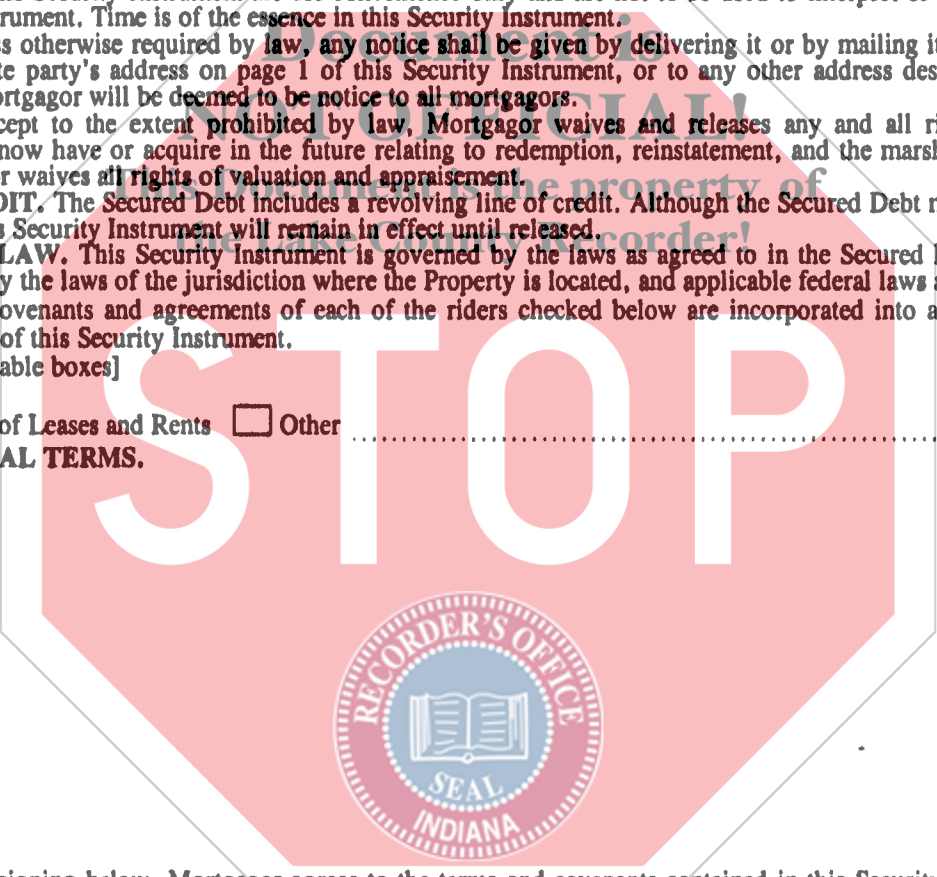 rument. Time is of the essence in this Security Instrument.
Document is
s otherwise required by law, any notice shall be given by delivering it or by mailing it
te party's address on page 1 of this Security Instrument, or to any other address des
ortgagor will be deemed to be notice to all mortgagors.
NOT OFFICIAL!
cept to the extent prohibited by law, Mortgagor waives and releases any and all ri
now have or acquire in the future relating to redemption, reinstatement, and the marsh
r waives all rights of valuation and appraisement.
This Document is the property of
DIT. The Secured Debt includes a revolving line of credit. Although the Secured Debt
s Security Instrument will remain in effect until released.
the Lake County Recorder!
LAW. This Security Instrument is governed by the laws as agreed to in the Secured
y the laws of the jurisdiction where the Property is located, and applicable federal laws
ovenants and agreements of each of the riders checked below are incorporated into a
of this Security Instrument.
able boxes]
of Leases and Rents Other
AL TERMS.
STOP
RECORDER'S OFFICE
SEAL
INDIANA